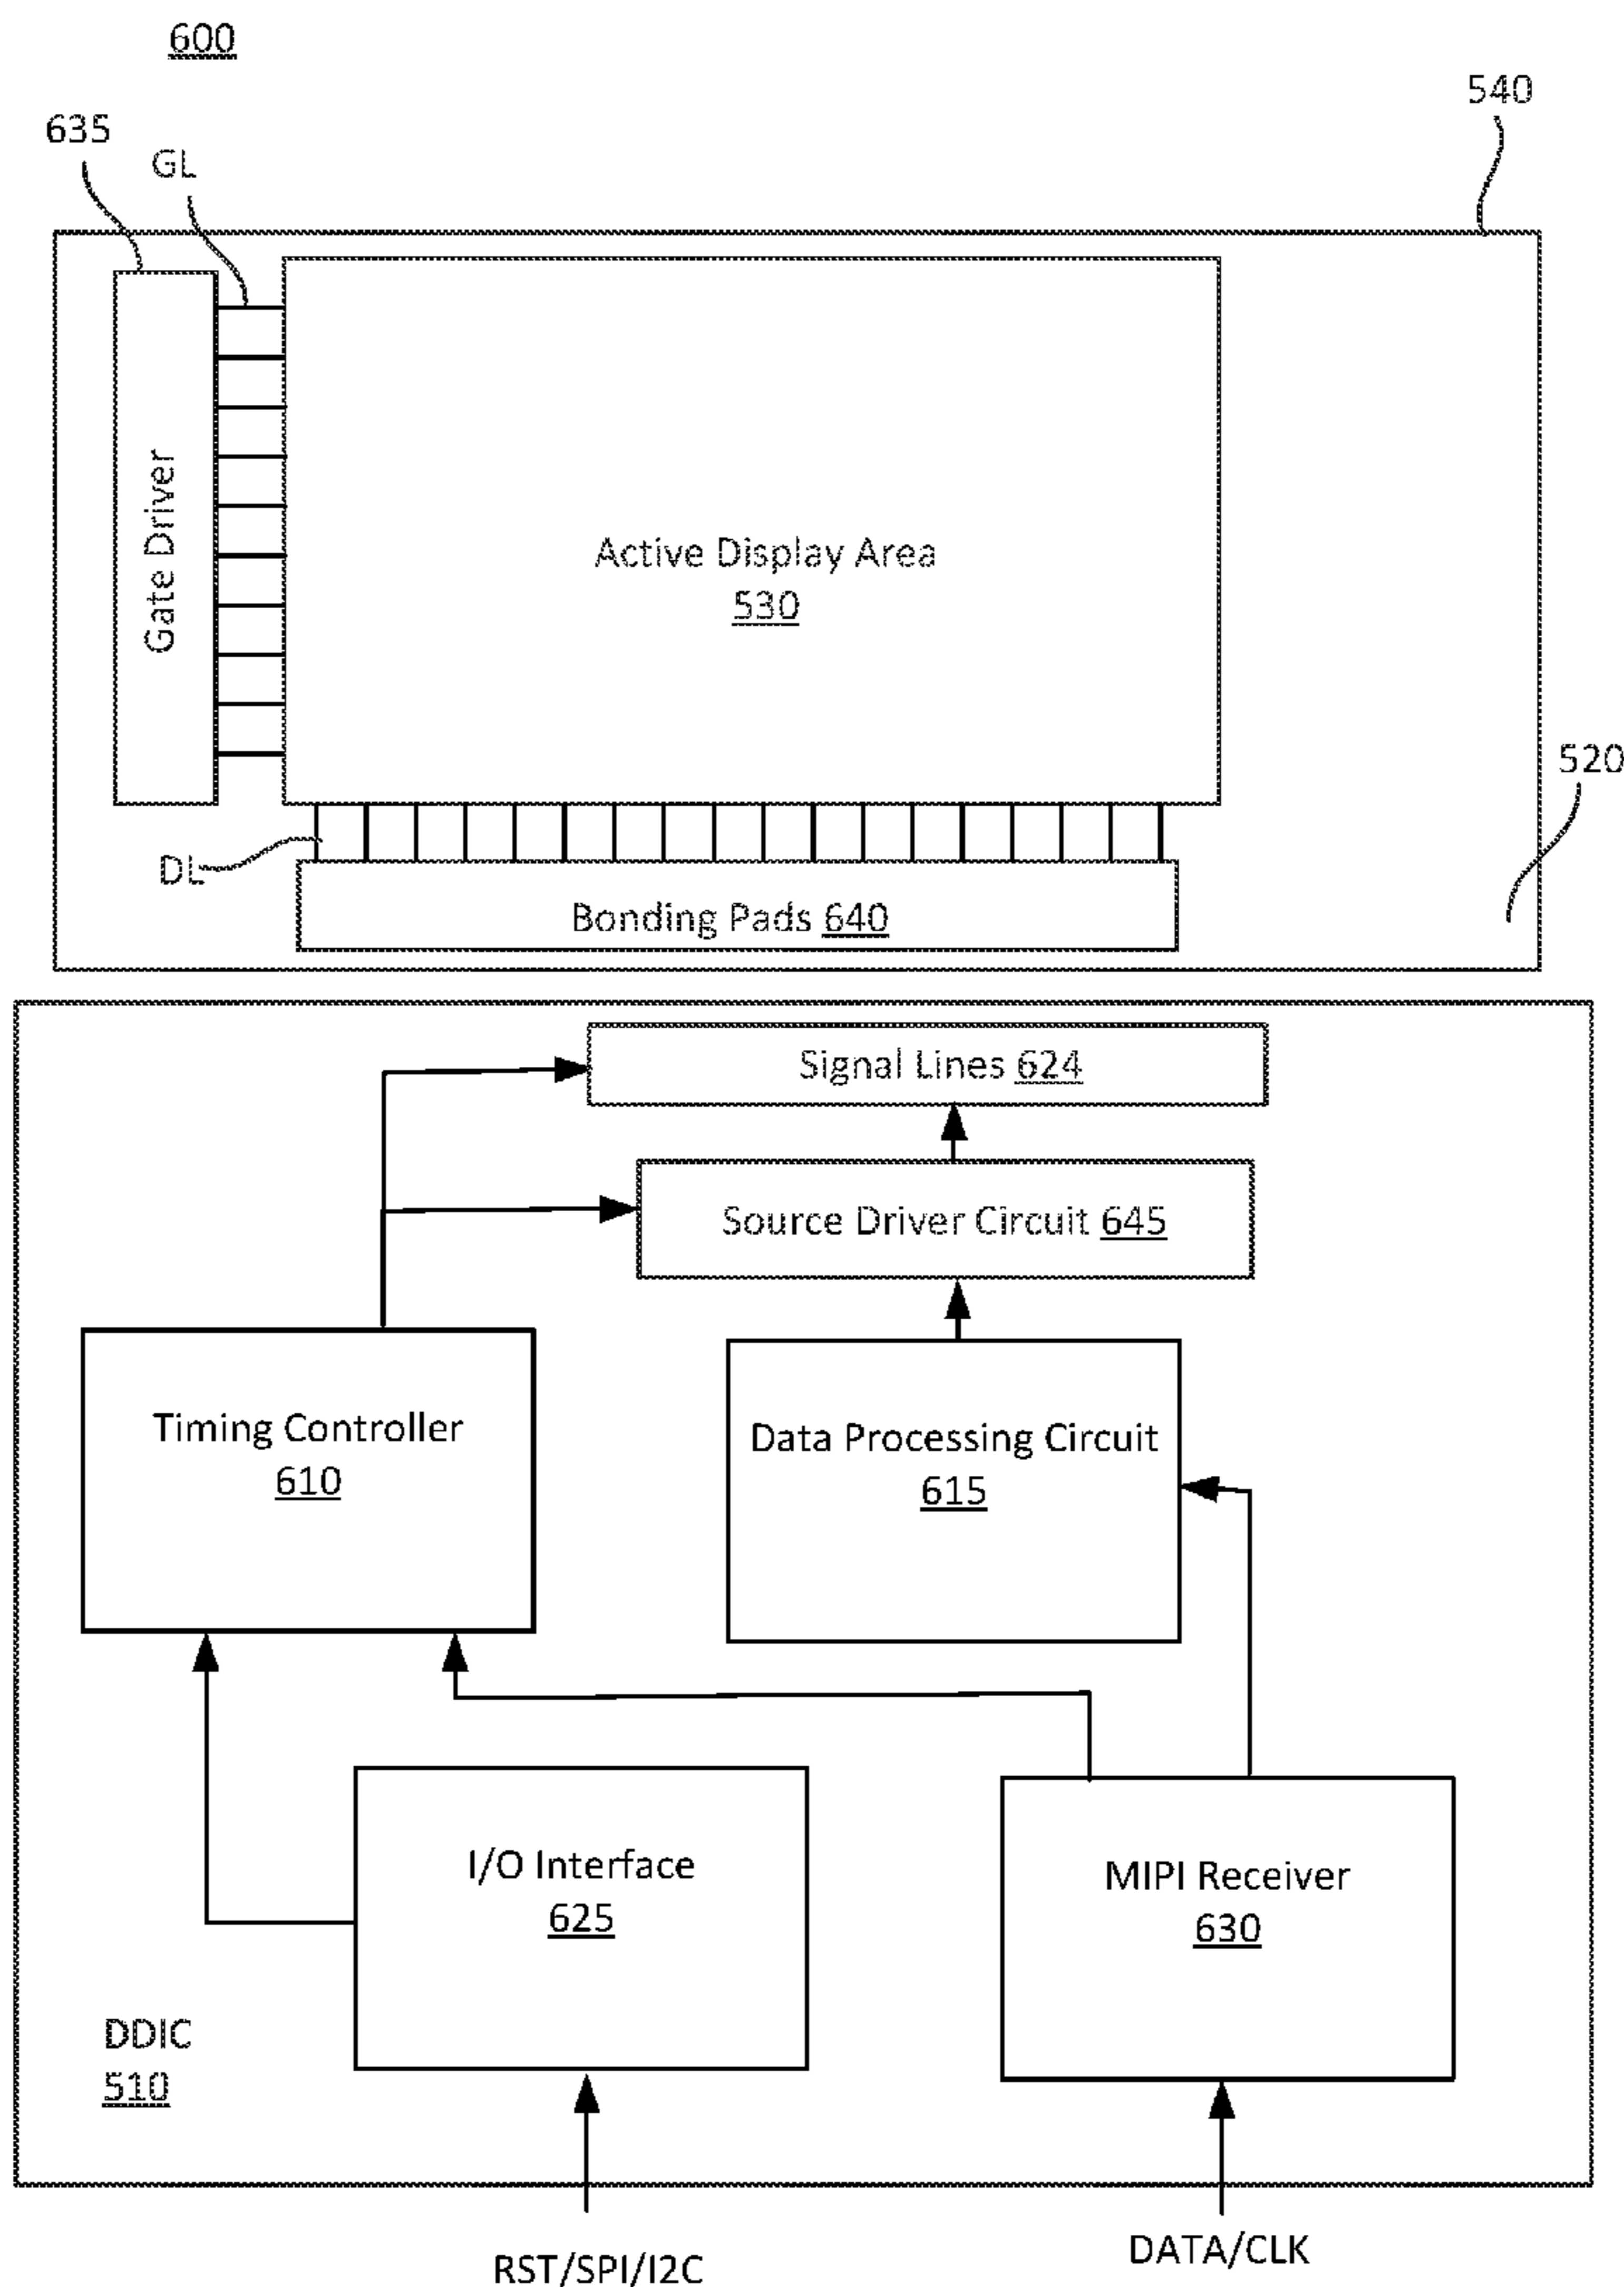 600
540
635
GL
Gate Driver
Active Display Area
530
520
DL
Bonding Pads 640
Signal Lines 624
Source Driver Circuit 645
Timing Controller
610
Data Processing Circuit
615
I/O Interface
625
MIPI Receiver
630
DDIC
510
RST/SPI/I2C
DATA/CLK